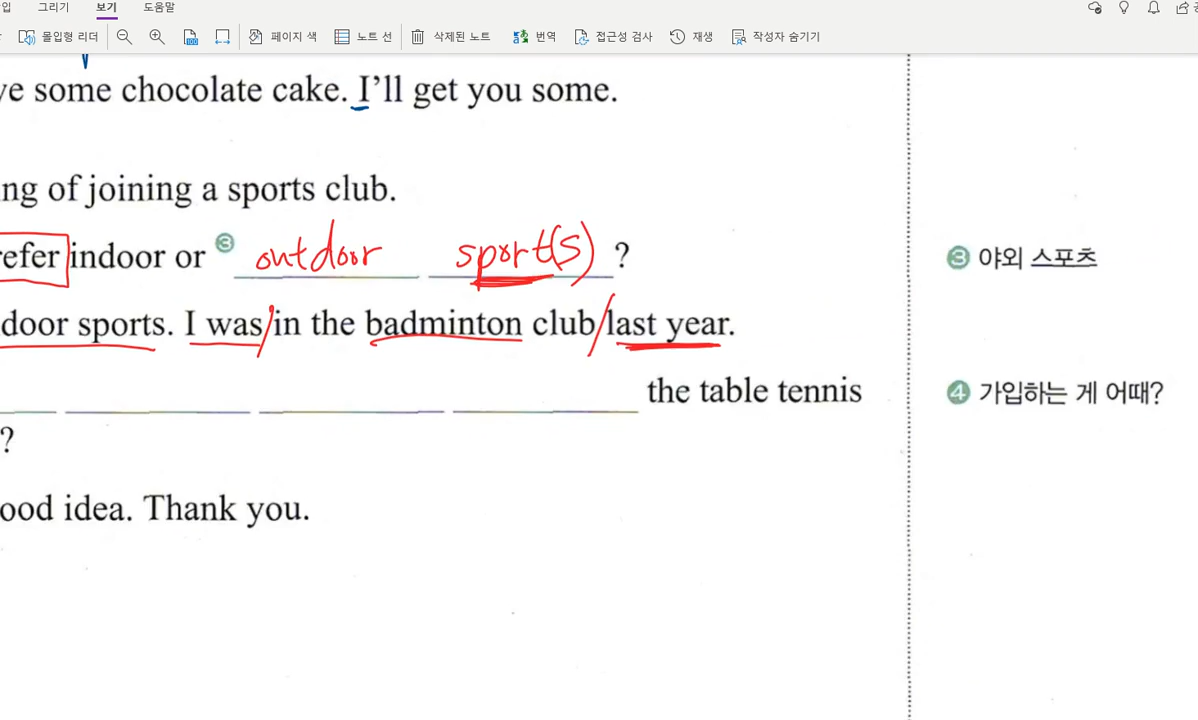 그리기 보기 도움말
몰입형 리더 페이지 색 노트 선 삭제된 노트 번역 접근성 검사 재생 작성자 숨기기
ve some chocolate cake. I’ll get you some.
ng of joining a sports club.
refer indoor or ③ outdoor sport(s) ?
③ 야외 스포츠
door sports. I was/in the badminton club/last year.
the table tennis
④ 가입하는 게 어때?
?
ood idea. Thank you.